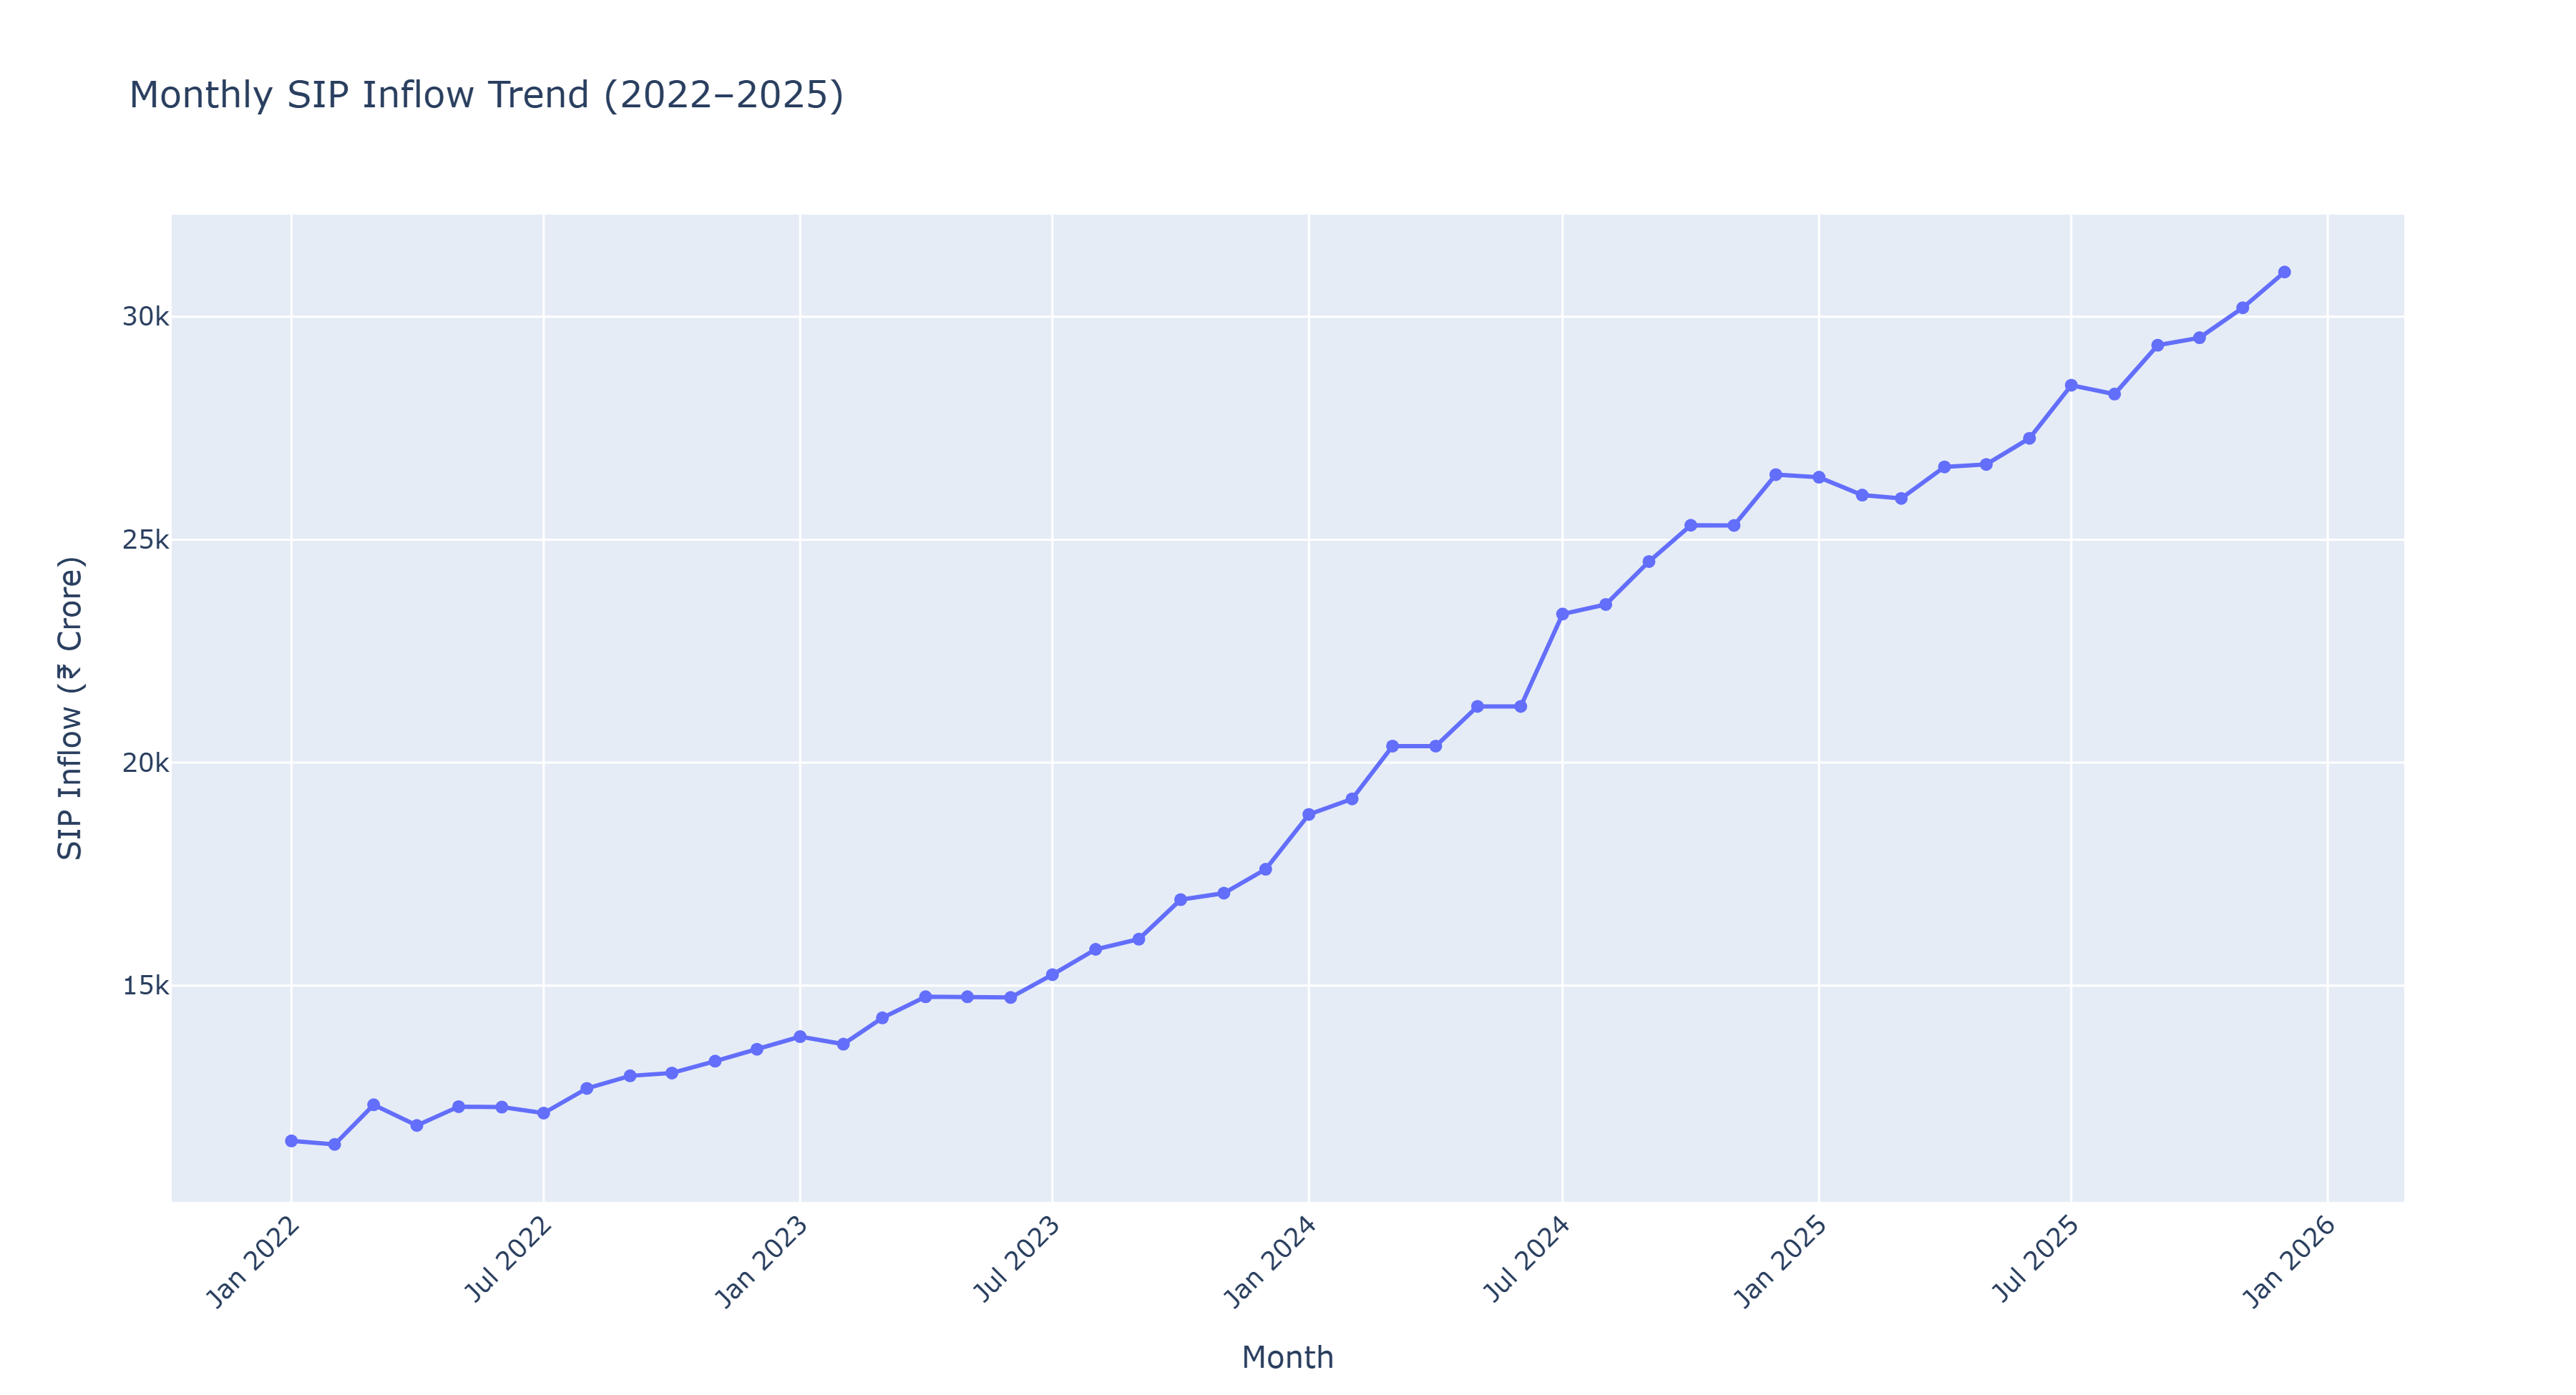 Monthly SIP Inflow Trend (2022–2025)
SIP Inflow (₹ Crore)
30k
25k
20k
15k
Jan 2022
Jul 2022
Jan 2023
Jul 2023
Jan 2024
Jul 2024
Jan 2025
Jul 2025
Jan 2026
Month